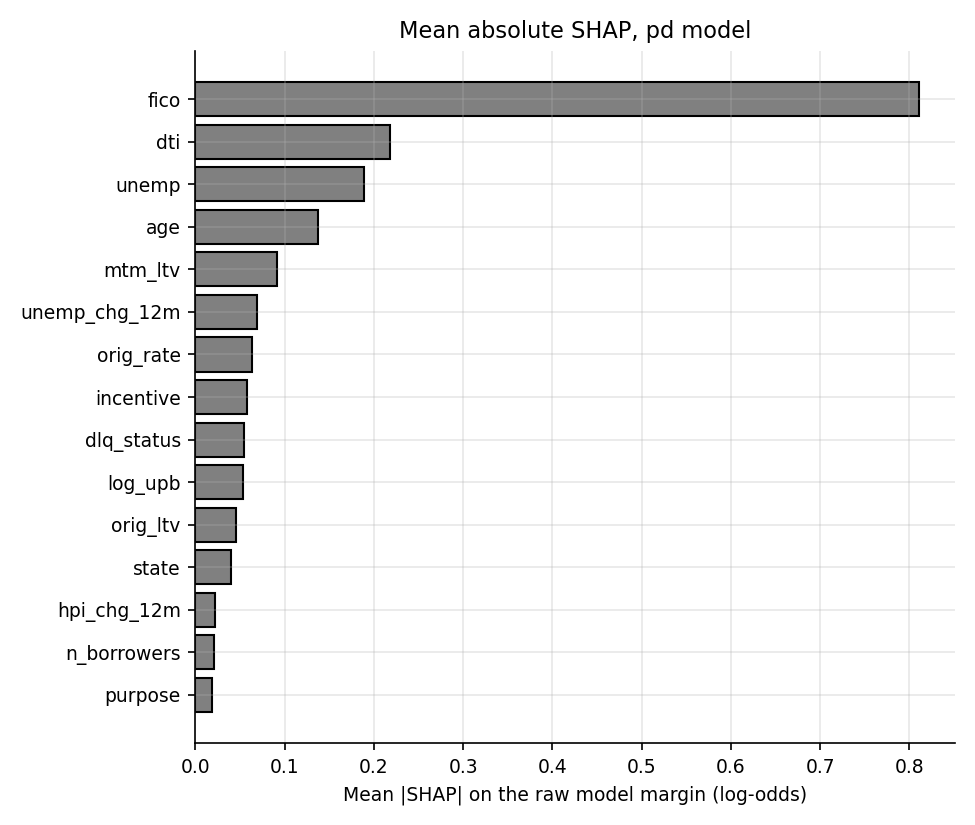 Mean absolute SHAP, pd model
fico
dti
unemp
age
mtm_ltv
unemp_chg_12m
orig_rate
incentive
dlq_status
log_upb
orig_ltv
state
hpi_chg_12m
n_borrowers
purpose
0.0 0.1 0.2 0.3 0.4 0.5 0.6 0.7 0.8
Mean |SHAP| on the raw model margin (log-odds)